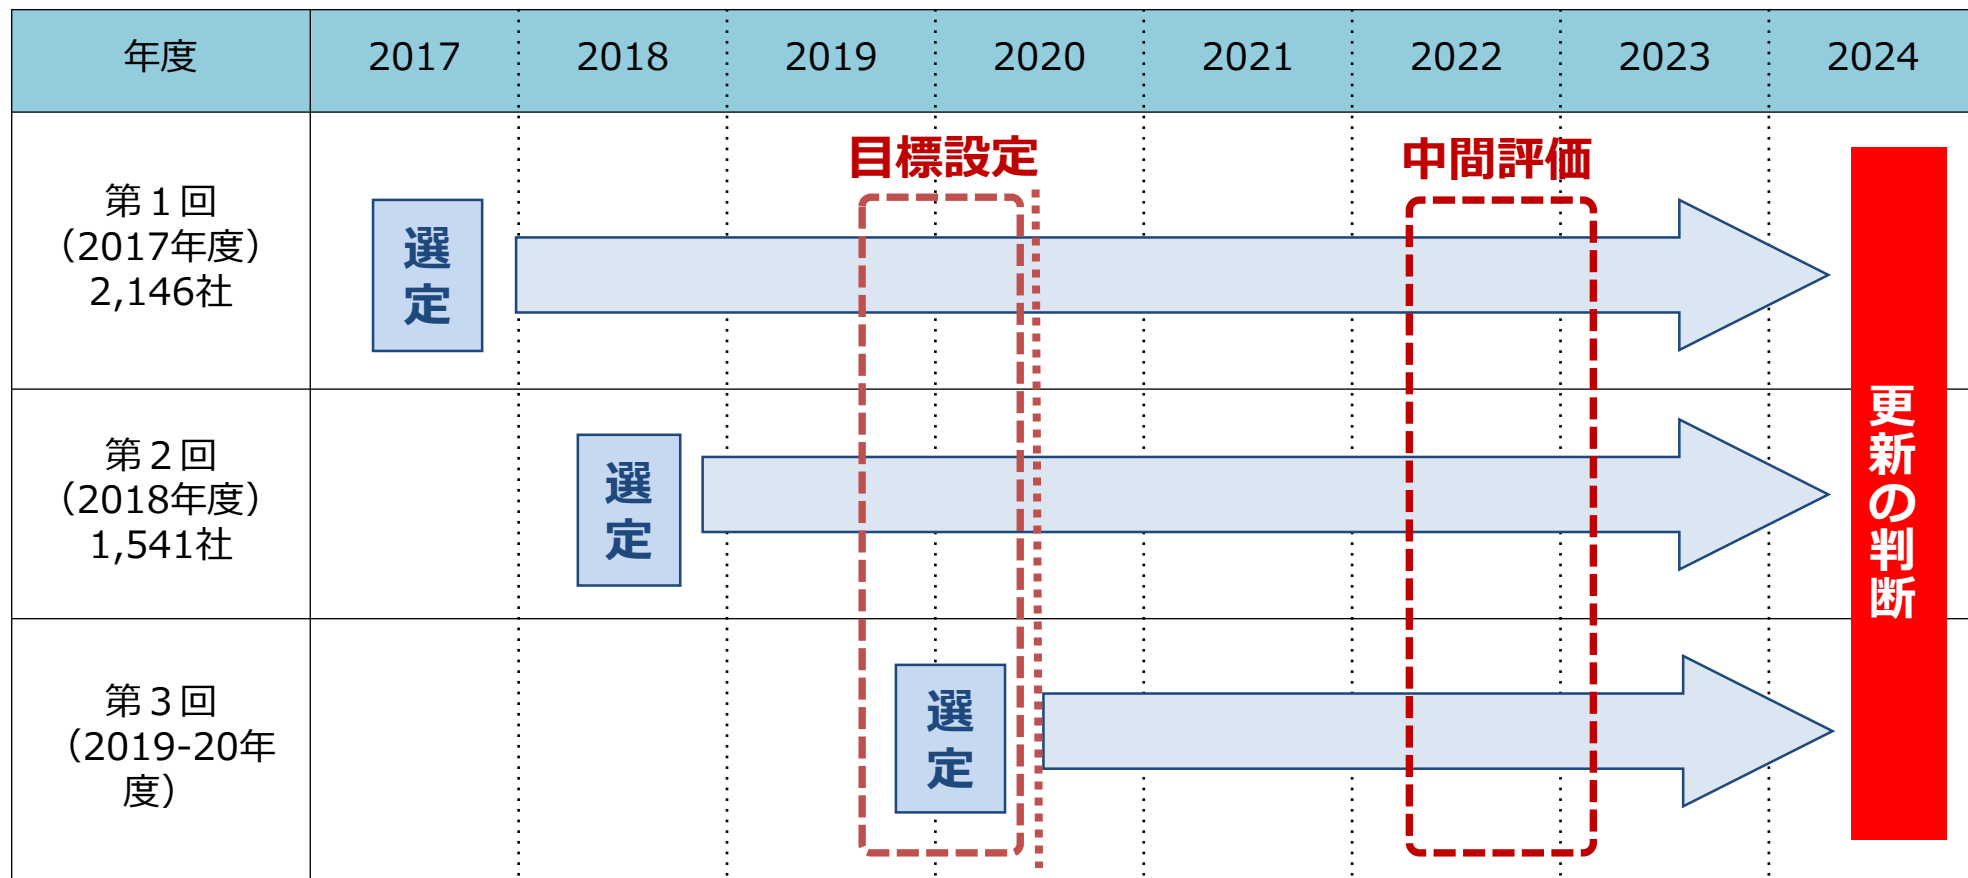 年度 2017 2018 2019 2020 2021 2022 2023 2024
目標設定 中間評価
第１回
（2017年度）
2,146社
選
定
第２回
（2018年度）
1,541社
選
定
第３回
（2019-20年
度）
選
定
更新の判断